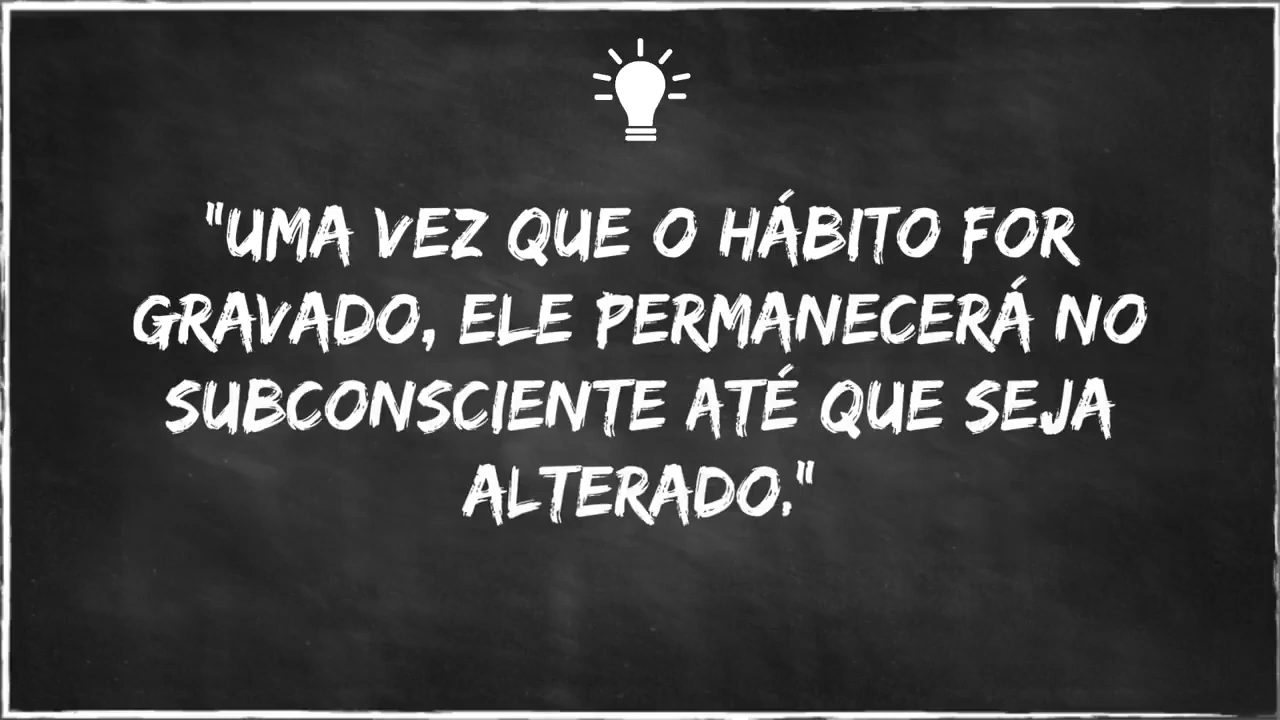 "UMA VEZ QUE O HÁBITO FOR
GRAVADO, ELE PERMANECERÁ NO
SUBCONSCIENTE ATÉ QUE SEJA
ALTERADO."